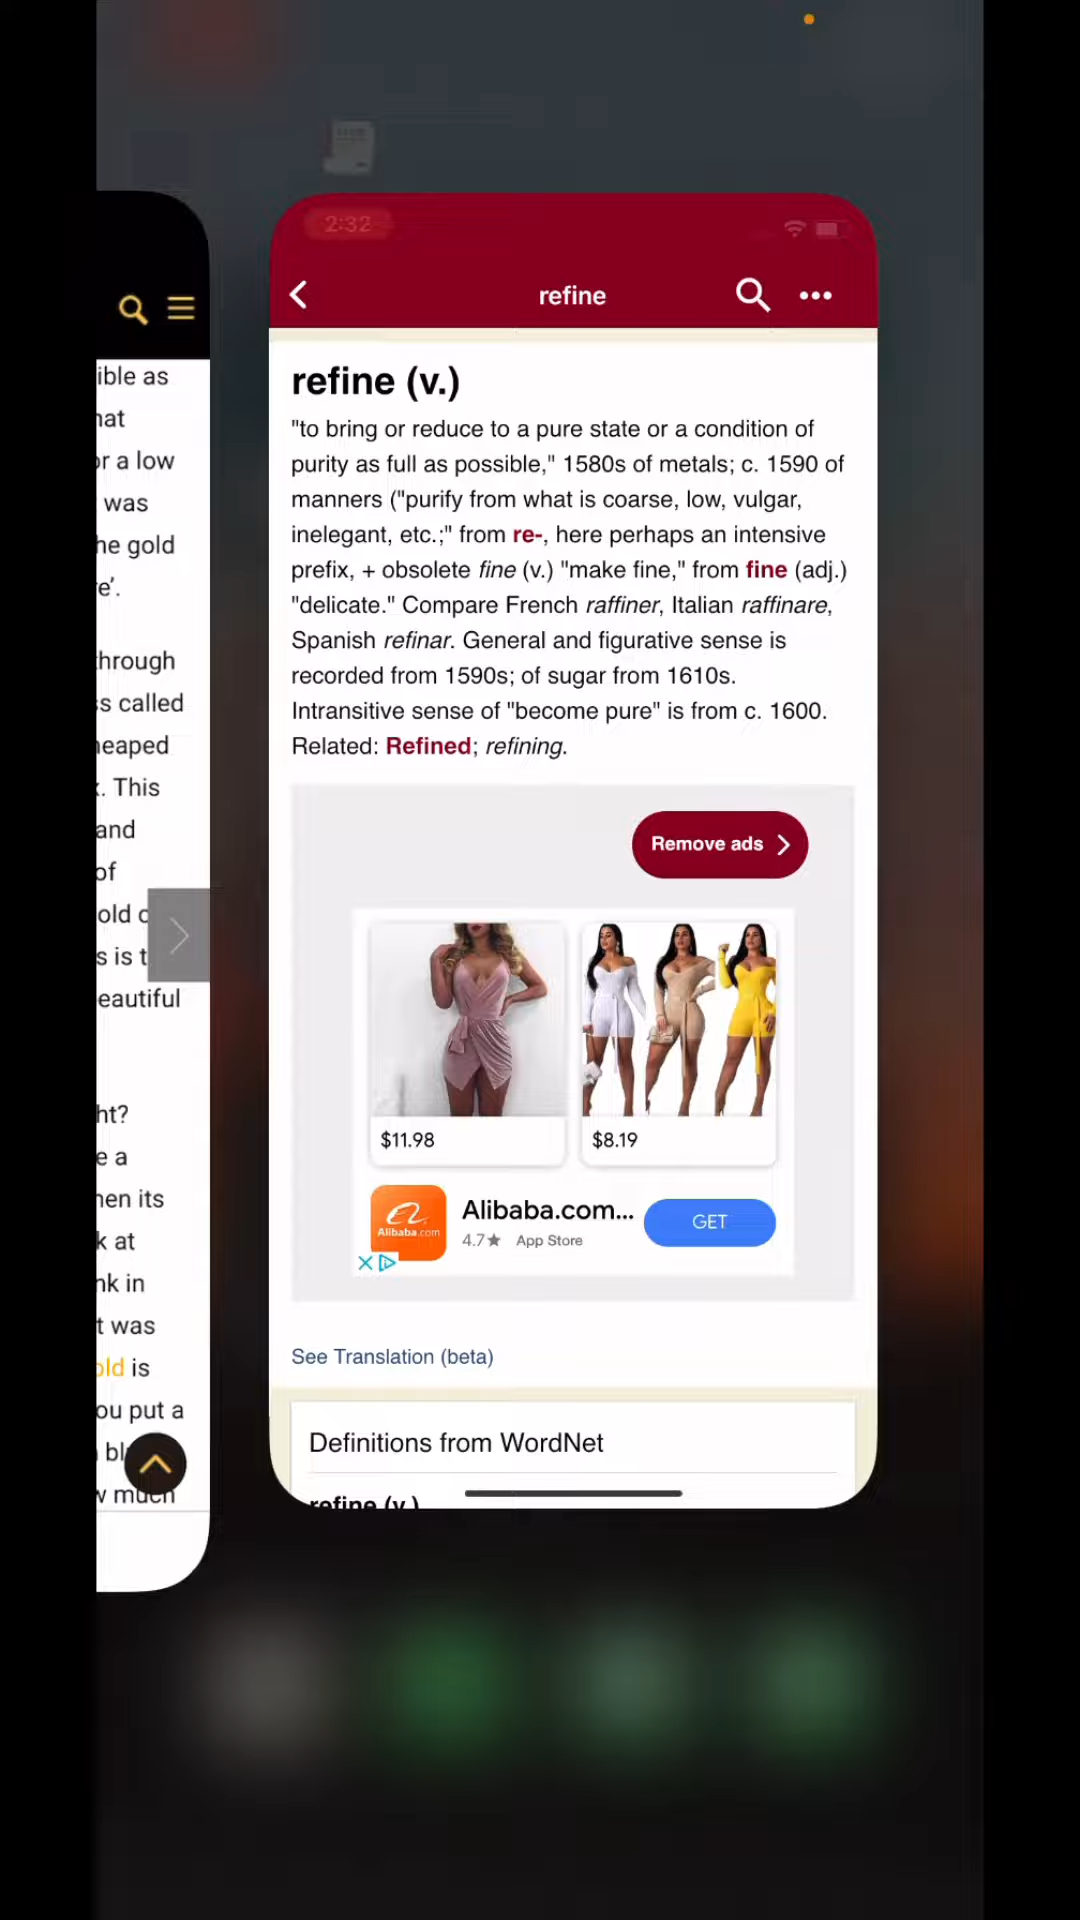 2:32
refine
refine (v.)
"to bring or reduce to a pure state or a condition of
purity as full as possible," 1580s of metals; c. 1590 of
manners ("purify from what is coarse, low, vulgar,
inelegant, etc.;" from re-, here perhaps an intensive
prefix, + obsolete fine (v.) "make fine," from fine (adj.)
"delicate." Compare French raffiner, Italian raffinare,
Spanish refinar. General and figurative sense is
recorded from 1590s; of sugar from 1610s.
Intransitive sense of "become pure" is from c. 1600.
Related: Refined; refining.
Remove ads
$11.98
$8.19
Alibaba.com
Alibaba.com...
4.7★ App Store
GET
See Translation (beta)
Definitions from WordNet
refine (v.)
ible as
hat
or a low
was
he gold
e'.
through
ss called
heaped
. This
and
of
old
s is t
eautiful
ht?
e a
hen its
k at
nk in
t was
old is
ou put a
bl
w much